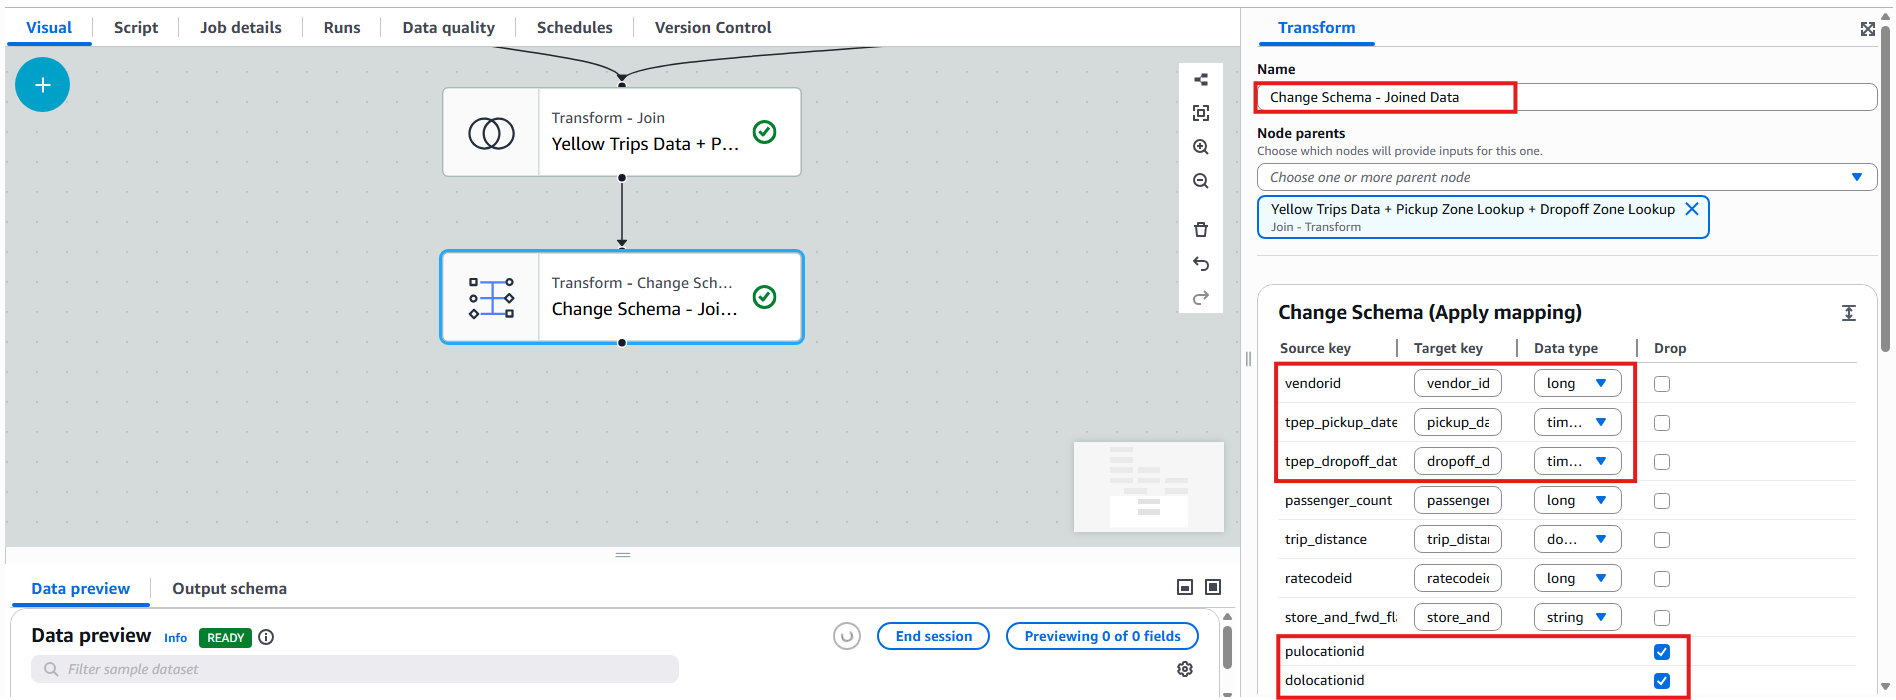 Visual Script Job details Runs Data quality Schedules Version Control
Transform - Join
Yellow Trips Data + P...
Transform - Change Sch...
Change Schema - Joi...
Data preview Output schema
Data preview Info READY
End session
Previewing 0 of 0 fields
Filter sample dataset
Transform
Name
Change Schema - Joined Data
Node parents
Choose which nodes will provide inputs for this one.
Choose one or more parent node
Yellow Trips Data + Pickup Zone Lookup + Dropoff Zone Lookup
Join - Transform
Change Schema (Apply mapping)
Source key Target key Data type Drop
vendorid vendor_id long
tpep_pickup_date pickup_da tim...
tpep_dropoff_dat dropoff_d tim...
passenger_count passenger long
trip_distance trip_distan do...
ratecodeid ratecodeid long
store_and_fwd_fl store_and string
pulocationid
dolocationid